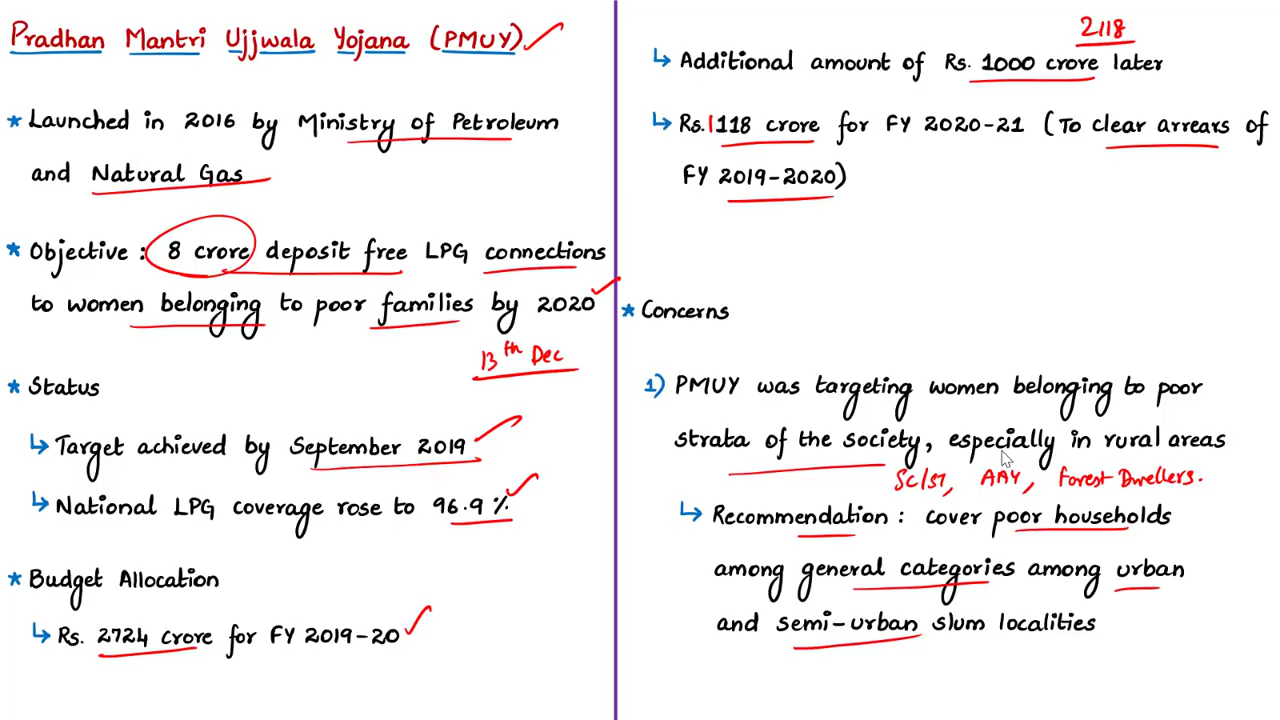 Pradhan Mantri Ujjwala Yojana (PMUY)
* Launched in 2016 by Ministry of Petroleum
and Natural Gas
* Objective : 8 crore deposit free LPG connections
to women belonging to poor families by 2020
13th Dec
* Status
↳ Target achieved by September 2019
↳ National LPG coverage rose to 96.9 %
* Budget Allocation
↳ Rs. 2724 crore for FY 2019-20
2118
↳ Additional amount of Rs. 1000 crore later
↳ Rs. 1118 crore for FY 2020-21 (To clear arrears of
FY 2019-2020)
* Concerns
1) PMUY was targeting women belonging to poor
strata of the society, especially in rural areas
SC/ST, AAY, Forest Dwellers.
↳ Recommendation : cover poor households
among general categories among urban
and semi-urban slum localities